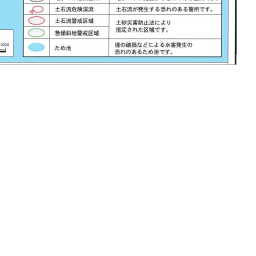 土石流危険渓流 土石流が発生する恐れのある箇所です。
土石流警戒区域 土砂災害防止法により
急傾斜地警戒区域 指定された区域です。
ため池 堤の破損などによる水害発生の
恐れのあるため池です。